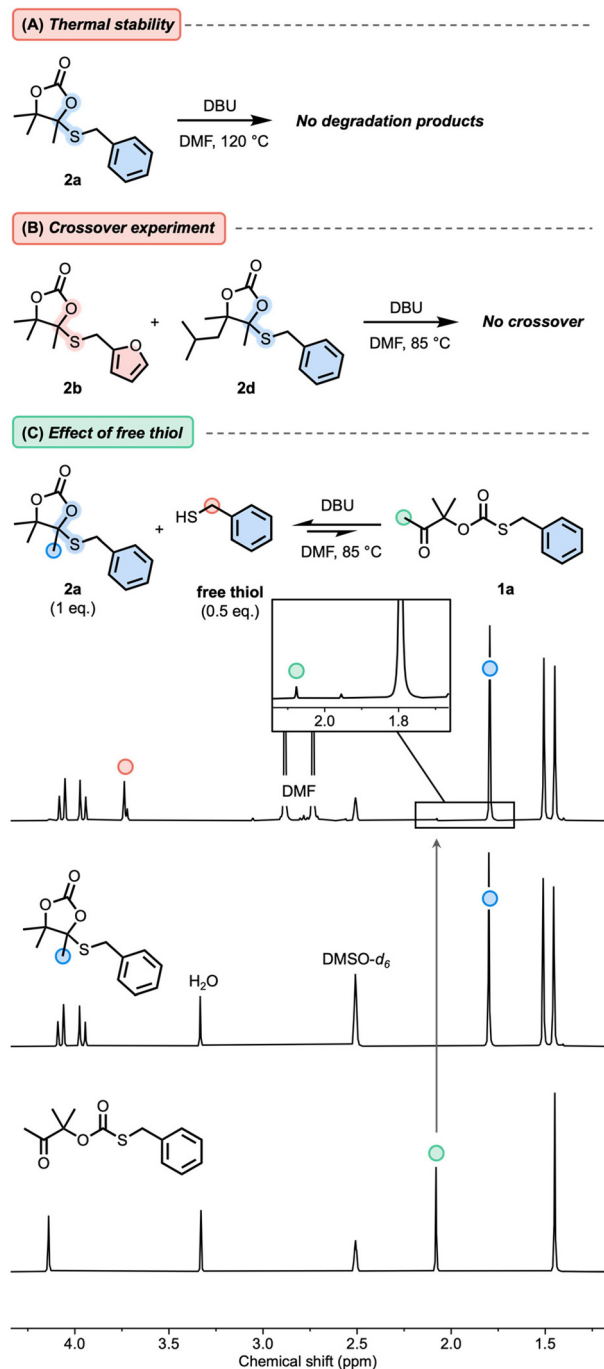 (A) Thermal stability
O
O
O
S
2a
DBU
DMF, 120 °C
No degradation products
(B) Crossover experiment
O
O
O
S
O
2b
+
O
O
O
S
2d
DBU
DMF, 85 °C
No crossover
(C) Effect of free thiol
O
O
O
S
2a
(1 eq.)
+
HS
free thiol
(0.5 eq.)
DBU
DMF, 85 °C
O
O
O
S
1a
2.0 1.8
DMF
O
O
O
S
H2O
DMSO-d6
O
O
O
S
4.0 3.5 3.0 2.5 2.0 1.5
Chemical shift (ppm)